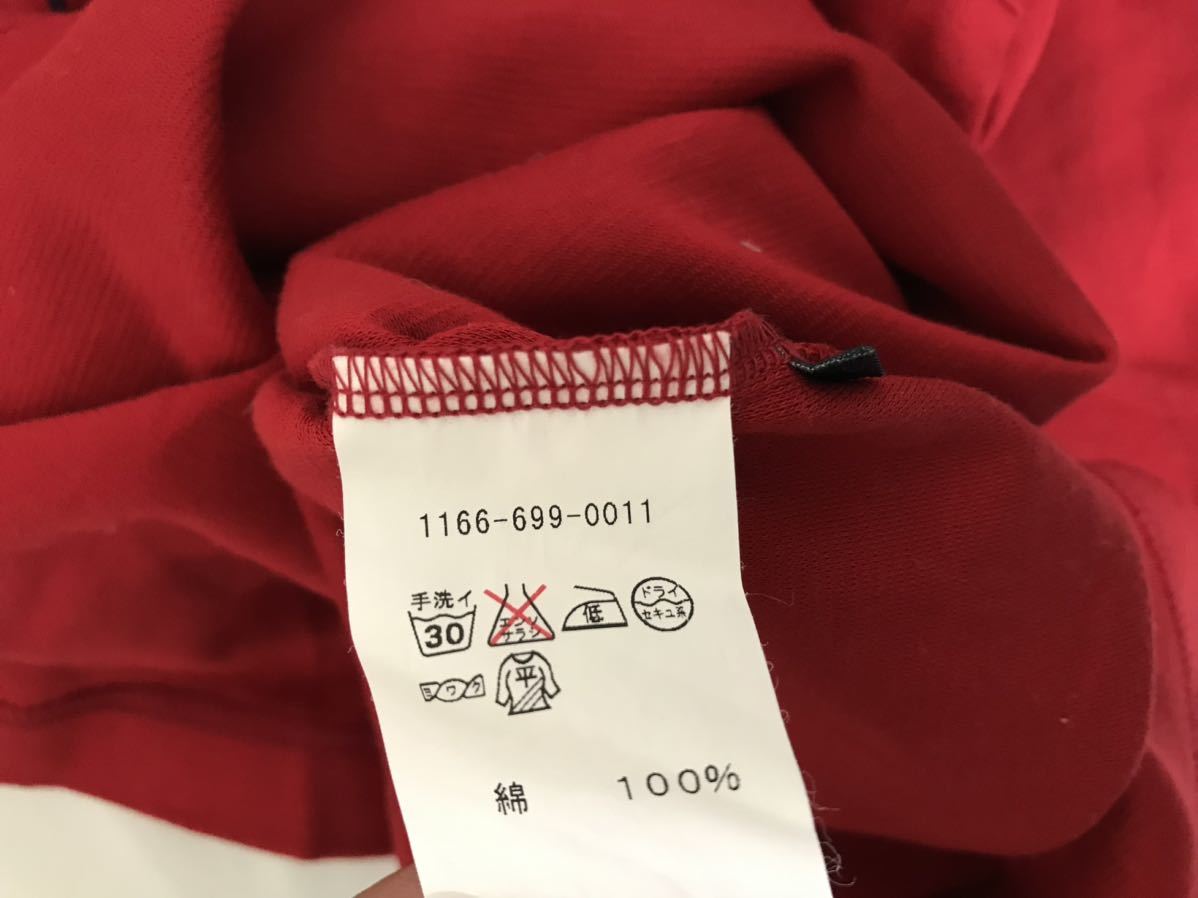 1166-699-0011
手洗イ
30
エンソ
サラシ
低
ドライ
セキユ系
ヨワク
平
綿 100%